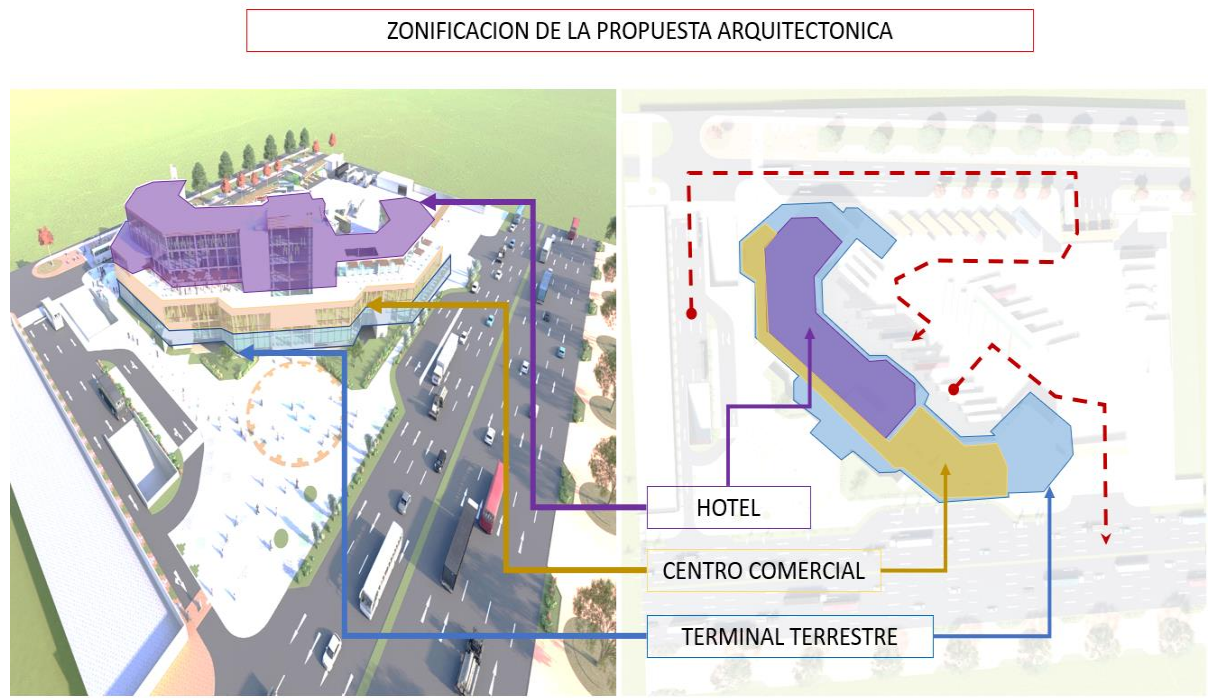 ZONIFICACION DE LA PROPUESTA ARQUITECTONICA
HOTEL
CENTRO COMERCIAL
TERMINAL TERRESTRE